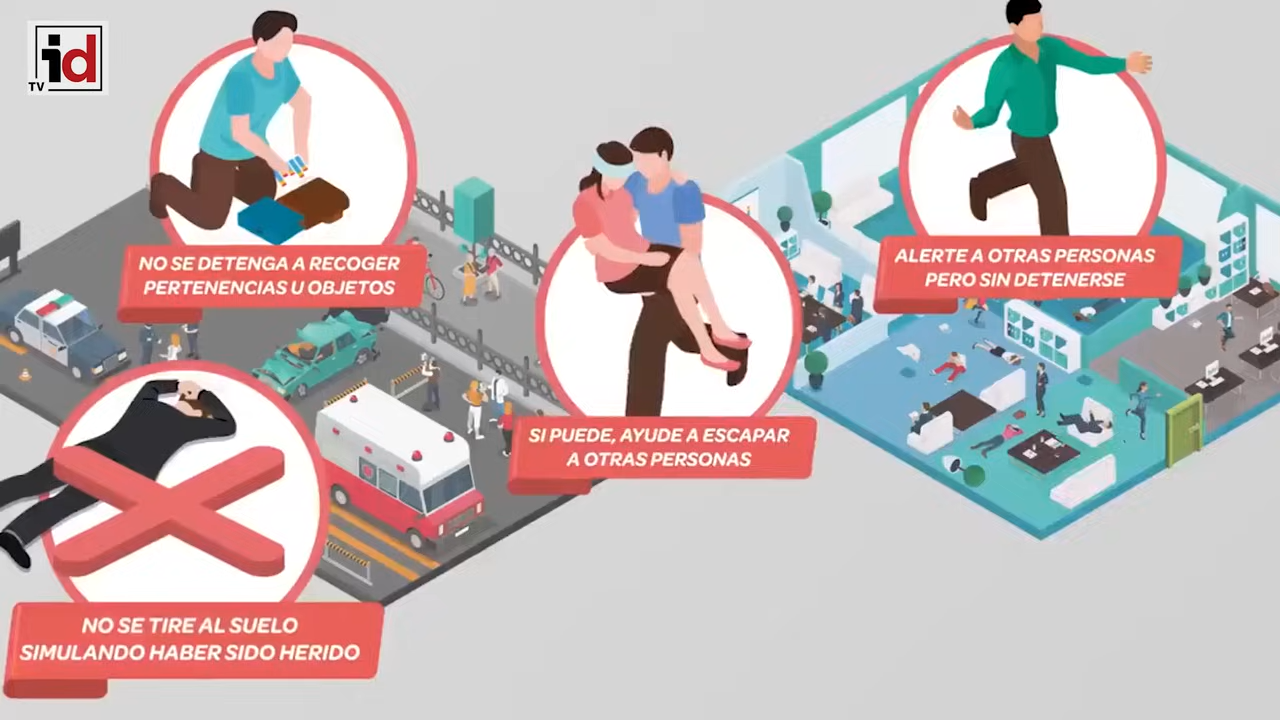 id
TV
NO SE DETENGA A RECOGER
PERTENENCIAS U OBJETOS
ALERTE A OTRAS PERSONAS
PERO SIN DETENERSE
SI PUEDE, AYUDE A ESCAPAR
A OTRAS PERSONAS
NO SE TIRE AL SUELO
SIMULANDO HABER SIDO HERIDO